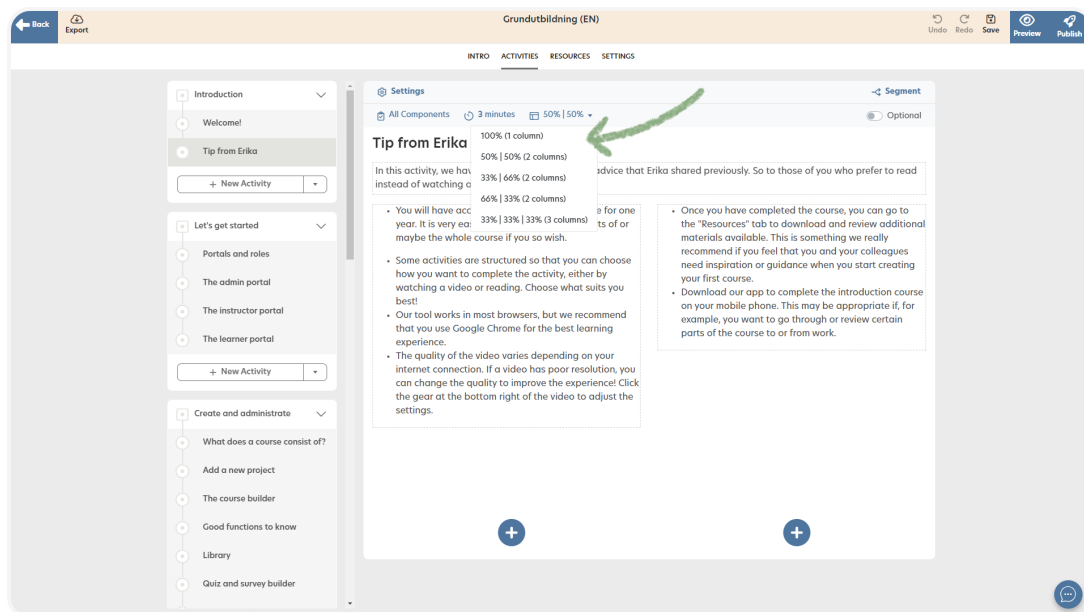 Back
Export
Grundutbildning (EN)
Undo Redo Save
Preview Publish
INTRO ACTIVITIES RESOURCES SETTINGS
Introduction
Welcome!
Tip from Erika
+ New Activity
Let's get started
Portals and roles
The admin portal
The instructor portal
The learner portal
+ New Activity
Create and administrate
What does a course consist of?
Add a new project
The course builder
Good functions to know
Library
Quiz and survey builder
Settings
Segment
All Components 3 minutes 50% | 50%
Optional
100% (1 column)
50% | 50% (2 columns)
33% | 66% (2 columns)
66% | 33% (2 columns)
33% | 33% | 33% (3 columns)
Tip from Erika
In this activity, we hav advice that Erika shared previously. So to those of you who prefer to read
instead of watching a
• You will have acc e for one
year. It is very eas ts of or
maybe the whole course if you so wish.
• Some activities are structured so that you can choose
how you want to complete the activity, either by
watching a video or reading. Choose what suits you
best!
• Our tool works in most browsers, but we recommend
that you use Google Chrome for the best learning
experience.
• The quality of the video varies depending on your
internet connection. If a video has poor resolution, you
can change the quality to improve the experience! Click
the gear at the bottom right of the video to adjust the
settings.
• Once you have completed the course, you can go to
the "Resources" tab to download and review additional
materials available. This is something we really
recommend if you feel that you and your colleagues
need inspiration or guidance when you start creating
your first course.
• Download our app to complete the introduction course
on your mobile phone. This may be appropriate if, for
example, you want to go through or review certain
parts of the course to or from work.